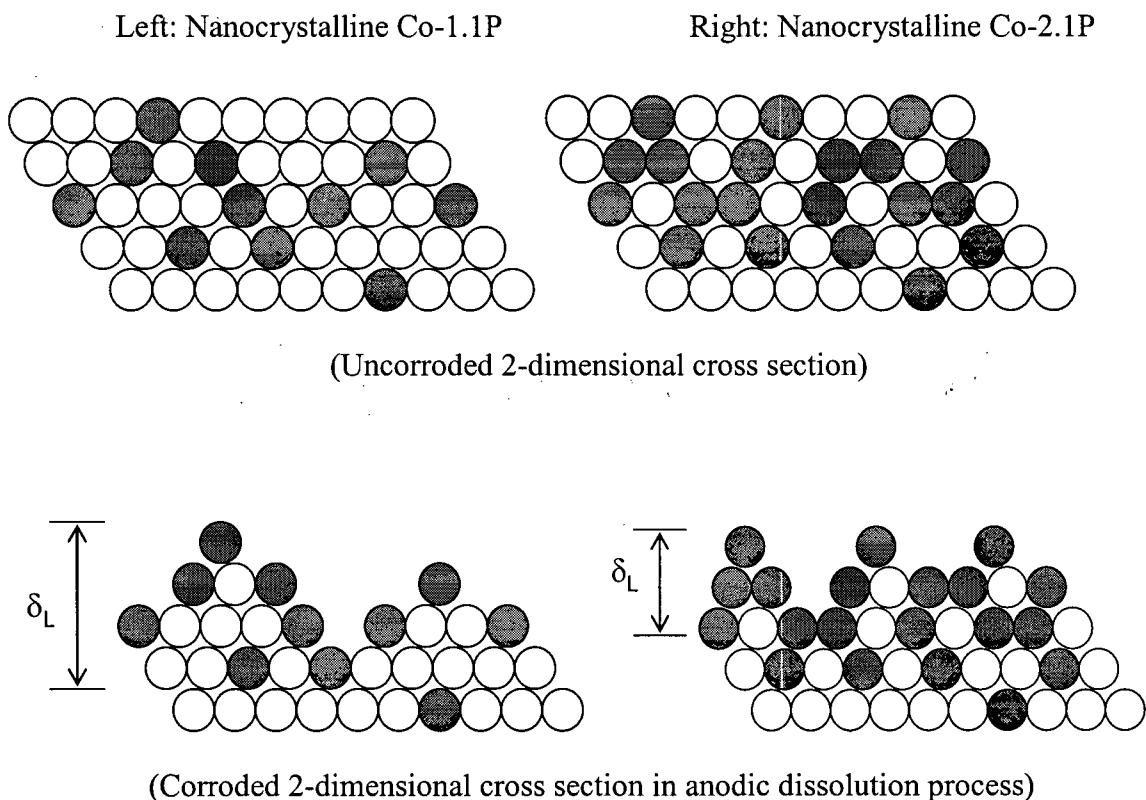 Left: Nanocrystalline Co-1.1P
Right: Nanocrystalline Co-2.1P
(Uncorroded 2-dimensional cross section)
δL
δL
(Corroded 2-dimensional cross section in anodic dissolution process)